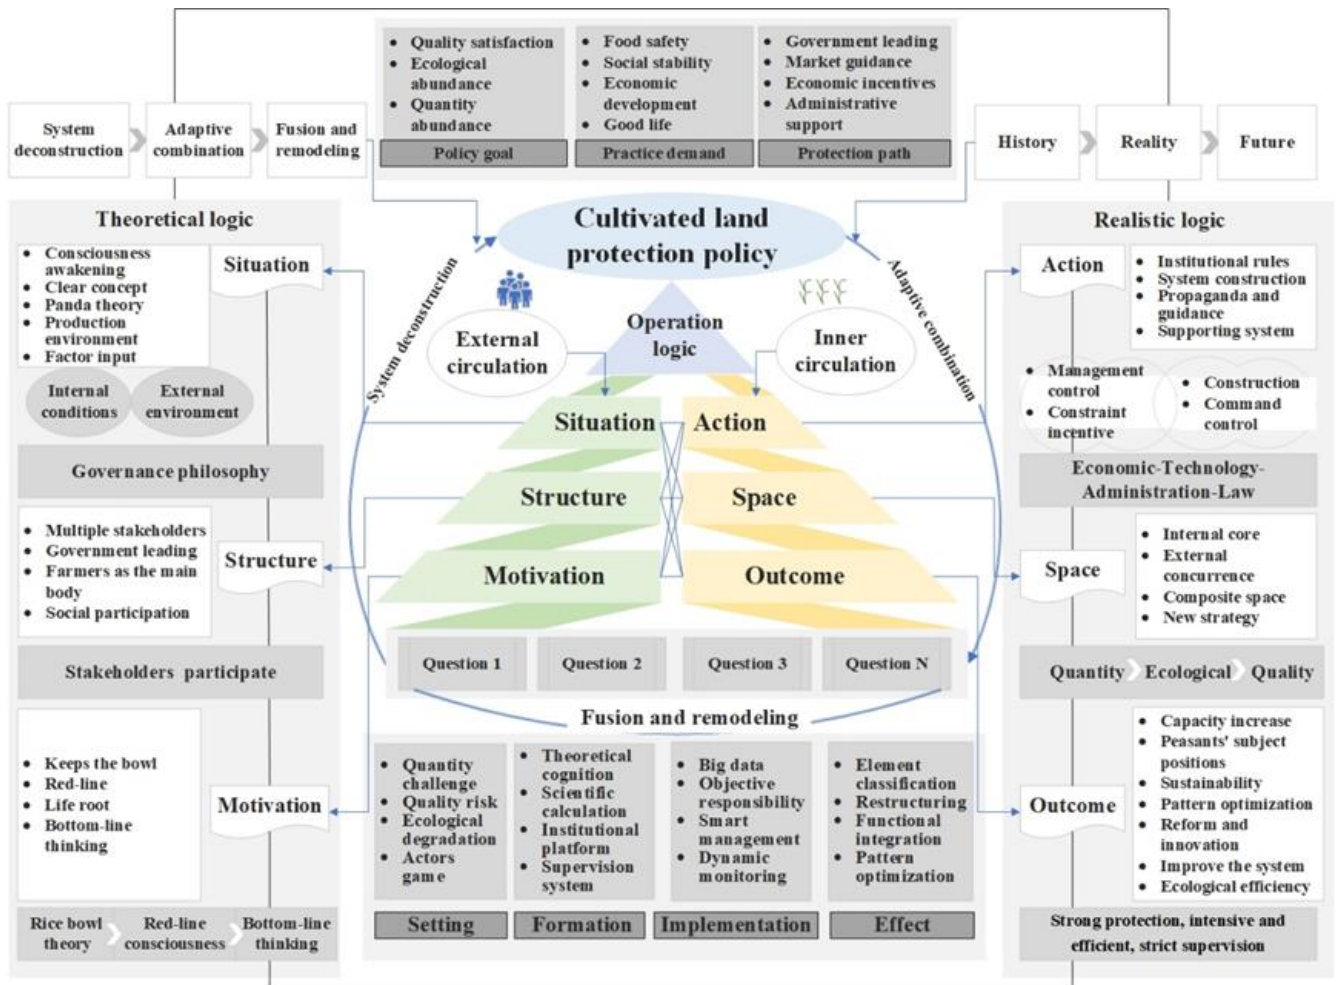 Quality satisfaction
Ecological
abundance
Quantity
abundance
Policy goal
Food safety
Social stability
Economic
development
Good life
Practice demand
Government leading
Market guidance
Economic incentives
Administrative
support
Protection path
System
deconstruction
Adaptive
combination
Fusion and
remodeling
History
Reality
Future
Cultivated land
protection policy
Theoretical logic
Consciousness
awakening
Clear concept
Panda theory
Production
environment
Factor input
Situation
Internal
conditions
External
environment
Governance philosophy
Multiple stakeholders
Government leading
Farmers as the main
body
Social participation
Structure
Stakeholders participate
Keeps the bowl
Red-line
Life root
Bottom-line
thinking
Motivation
Rice bowl
theory
Red-line
consciousness
Bottom-line
thinking
System deconstruction
Adaptive combination
External
circulation
Operation
logic
Inner
circulation
Situation
Action
Structure
Space
Motivation
Outcome
Question 1
Question 2
Question 3
Question N
Fusion and remodeling
Quantity
challenge
Quality risk
Ecological
degradation
Actors
game
Setting
Theoretical
cognition
Scientific
calculation
Institutional
platform
Supervision
system
Formation
Big data
Objective
responsibility
Smart
management
Dynamic
monitoring
Implementation
Element
classification
Restructuring
Functional
integration
Pattern
optimization
Effect
Realistic logic
Action
Institutional rules
System construction
Propaganda and
guidance
Supporting system
Management
control
Constraint
incentive
Construction
Command
control
Economic-Technology-
Administration-Law
Space
Internal core
External
concurrence
Composite space
New strategy
Quantity
Ecological
Quality
Outcome
Capacity increase
Peasants' subject
positions
Sustainability
Pattern optimization
Reform and
innovation
Improve the system
Ecological efficiency
Strong protection, intensive and
efficient, strict supervision